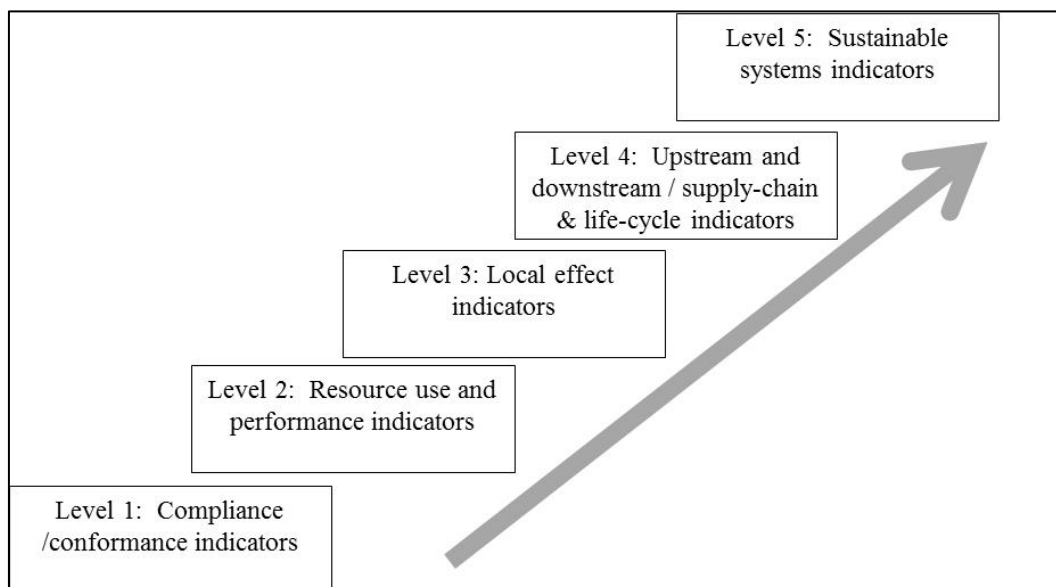 Level 5:  Sustainable
systems indicators
Level 4:  Upstream and
downstream / supply-chain
& life-cycle indicators
Level 3: Local effect
indicators
Level 2:  Resource use and
performance indicators
Level 1:  Compliance
/conformance indicators